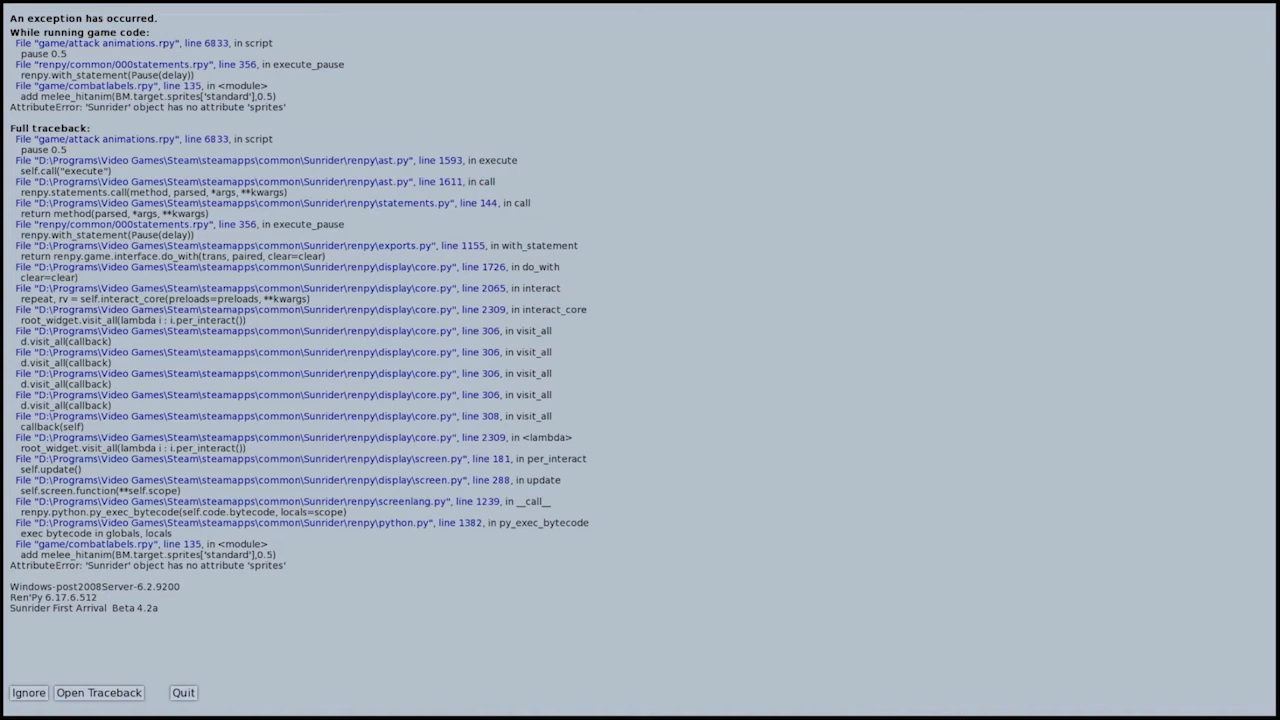 An exception has occurred.
While running game code:
File "game/attack animations.rpy", line 6833, in script
pause 0.5
File "renpy/common/000statements.rpy", line 356, in execute_pause
renpy.with_statement(Pause(delay))
File "game/combatlabels.rpy", line 135, in <module>
add melee_hitanim(BM.target.sprites['standard'],0.5)
AttributeError: 'Sunrider' object has no attribute 'sprites'
Full traceback:
File "game/attack animations.rpy", line 6833, in script
pause 0.5
File "D:\Programs\Video Games\Steam\steamapps\common\Sunrider\renpy\ast.py", line 1593, in execute
self.call("execute")
File "D:\Programs\Video Games\Steam\steamapps\common\Sunrider\renpy\ast.py", line 1611, in call
renpy.statements.call(method, parsed, *args, **kwargs)
File "D:\Programs\Video Games\Steam\steamapps\common\Sunrider\renpy\statements.py", line 144, in call
return method(parsed, *args, **kwargs)
File "renpy/common/000statements.rpy", line 356, in execute_pause
renpy.with_statement(Pause(delay))
File "D:\Programs\Video Games\Steam\steamapps\common\Sunrider\renpy\exports.py", line 1155, in with_statement
return renpy.game.interface.do_with(trans, paired, clear=clear)
File "D:\Programs\Video Games\Steam\steamapps\common\Sunrider\renpy\display\core.py", line 1726, in do_with
clear=clear)
File "D:\Programs\Video Games\Steam\steamapps\common\Sunrider\renpy\display\core.py", line 2065, in interact
repeat, rv = self.interact_core(preloads=preloads, **kwargs)
File "D:\Programs\Video Games\Steam\steamapps\common\Sunrider\renpy\display\core.py", line 2309, in interact_core
root_widget.visit_all(lambda i : i.per_interact())
File "D:\Programs\Video Games\Steam\steamapps\common\Sunrider\renpy\display\core.py", line 306, in visit_all
d.visit_all(callback)
File "D:\Programs\Video Games\Steam\steamapps\common\Sunrider\renpy\display\core.py", line 306, in visit_all
d.visit_all(callback)
File "D:\Programs\Video Games\Steam\steamapps\common\Sunrider\renpy\display\core.py", line 306, in visit_all
d.visit_all(callback)
File "D:\Programs\Video Games\Steam\steamapps\common\Sunrider\renpy\display\core.py", line 306, in visit_all
d.visit_all(callback)
File "D:\Programs\Video Games\Steam\steamapps\common\Sunrider\renpy\display\core.py", line 308, in visit_all
callback(self)
File "D:\Programs\Video Games\Steam\steamapps\common\Sunrider\renpy\display\core.py", line 2309, in <lambda>
root_widget.visit_all(lambda i : i.per_interact())
File "D:\Programs\Video Games\Steam\steamapps\common\Sunrider\renpy\display\screen.py", line 181, in per_interact
self.update()
File "D:\Programs\Video Games\Steam\steamapps\common\Sunrider\renpy\display\screen.py", line 288, in update
self.screen.function(**self.scope)
File "D:\Programs\Video Games\Steam\steamapps\common\Sunrider\renpy\screenlang.py", line 1239, in __call__
renpy.python.py_exec_bytecode(self.code.bytecode, locals=scope)
File "D:\Programs\Video Games\Steam\steamapps\common\Sunrider\renpy\python.py", line 1382, in py_exec_bytecode
exec bytecode in globals, locals
File "game/combatlabels.rpy", line 135, in <module>
add melee_hitanim(BM.target.sprites['standard'],0.5)
AttributeError: 'Sunrider' object has no attribute 'sprites'
Windows-post2008Server-6.2.9200
Ren'Py 6.17.6.512
Sunrider First Arrival  Beta 4.2a
Ignore Open Traceback Quit